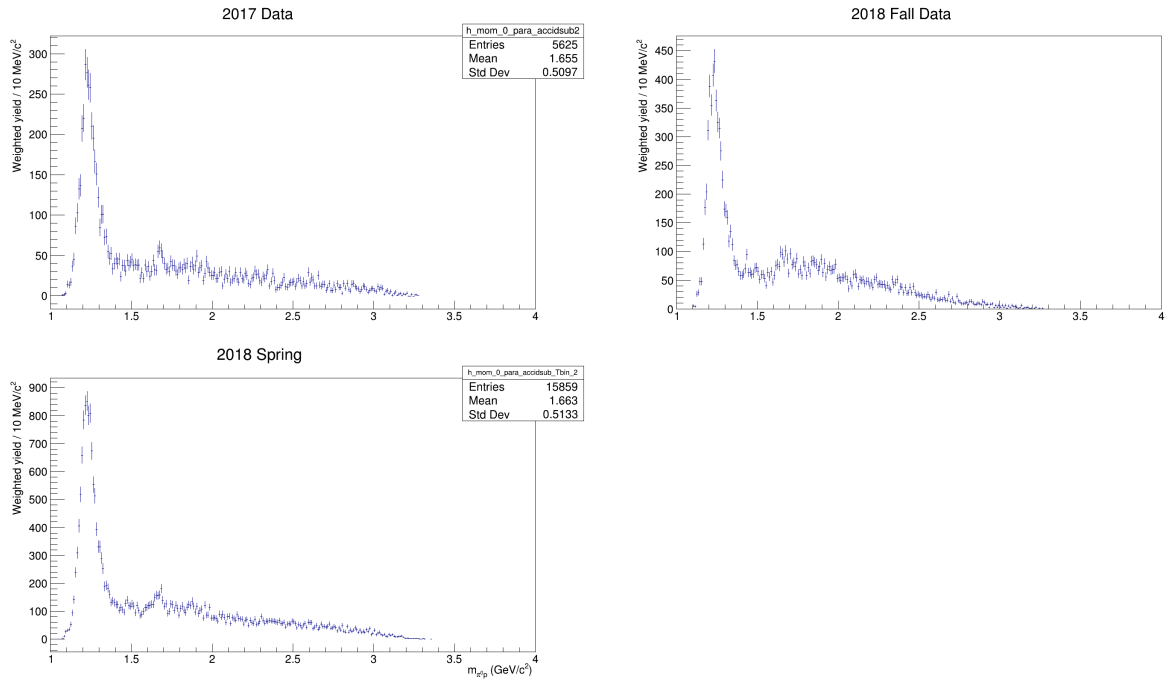 2017 Data
h_mom_0_para_accidsub2
Entries 5625
Mean 1.655
Std Dev 0.5097
Weighted yield / 10 MeV/c²
300
250
200
150
100
50
0
1 1.5 2 2.5 3 3.5 4
2018 Fall Data
Weighted yield / 10 MeV/c²
450
400
350
300
250
200
150
100
50
0
1 1.5 2 2.5 3 3.5 4
2018 Spring
h_mom_0_para_accidsub_Tbin_2
Entries 15859
Mean 1.663
Std Dev 0.5133
Weighted yield / 10 MeV/c²
900
800
700
600
500
400
300
200
100
0
1 1.5 2 2.5 3 3.5 4
m_π⁰p (GeV/c²)